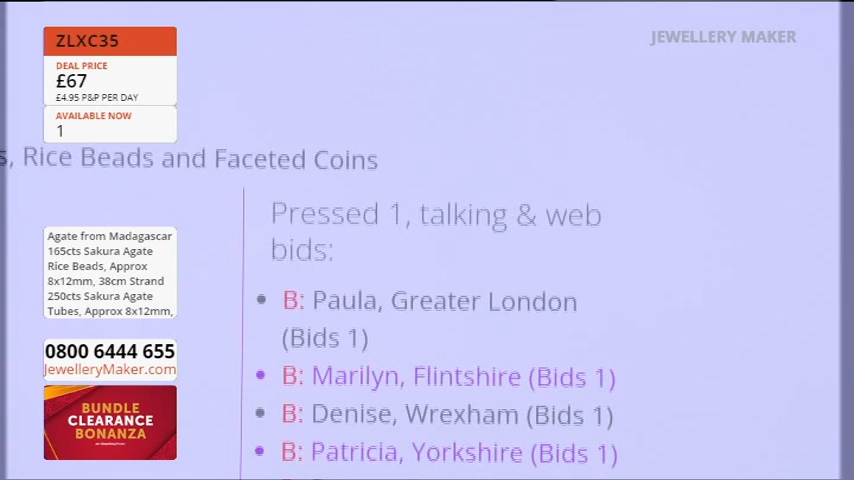 ZLXC35
DEAL PRICE
£67
£4.95 P&P PER DAY
AVAILABLE NOW
1
JEWELLERY MAKER
s, Rice Beads and Faceted Coins
Agate from Madagascar
165cts Sakura Agate
Rice Beads, Approx
8x12mm, 38cm Strand
250cts Sakura Agate
Tubes, Approx 8x12mm,
0800 6444 655
JewelleryMaker.com
BUNDLE
CLEARANCE
BONANZA
Pressed 1, talking & web
bids:
• B: Paula, Greater London
(Bids 1)
• B: Marilyn, Flintshire (Bids 1)
• B: Denise, Wrexham (Bids 1)
• B: Patricia, Yorkshire (Bids 1)